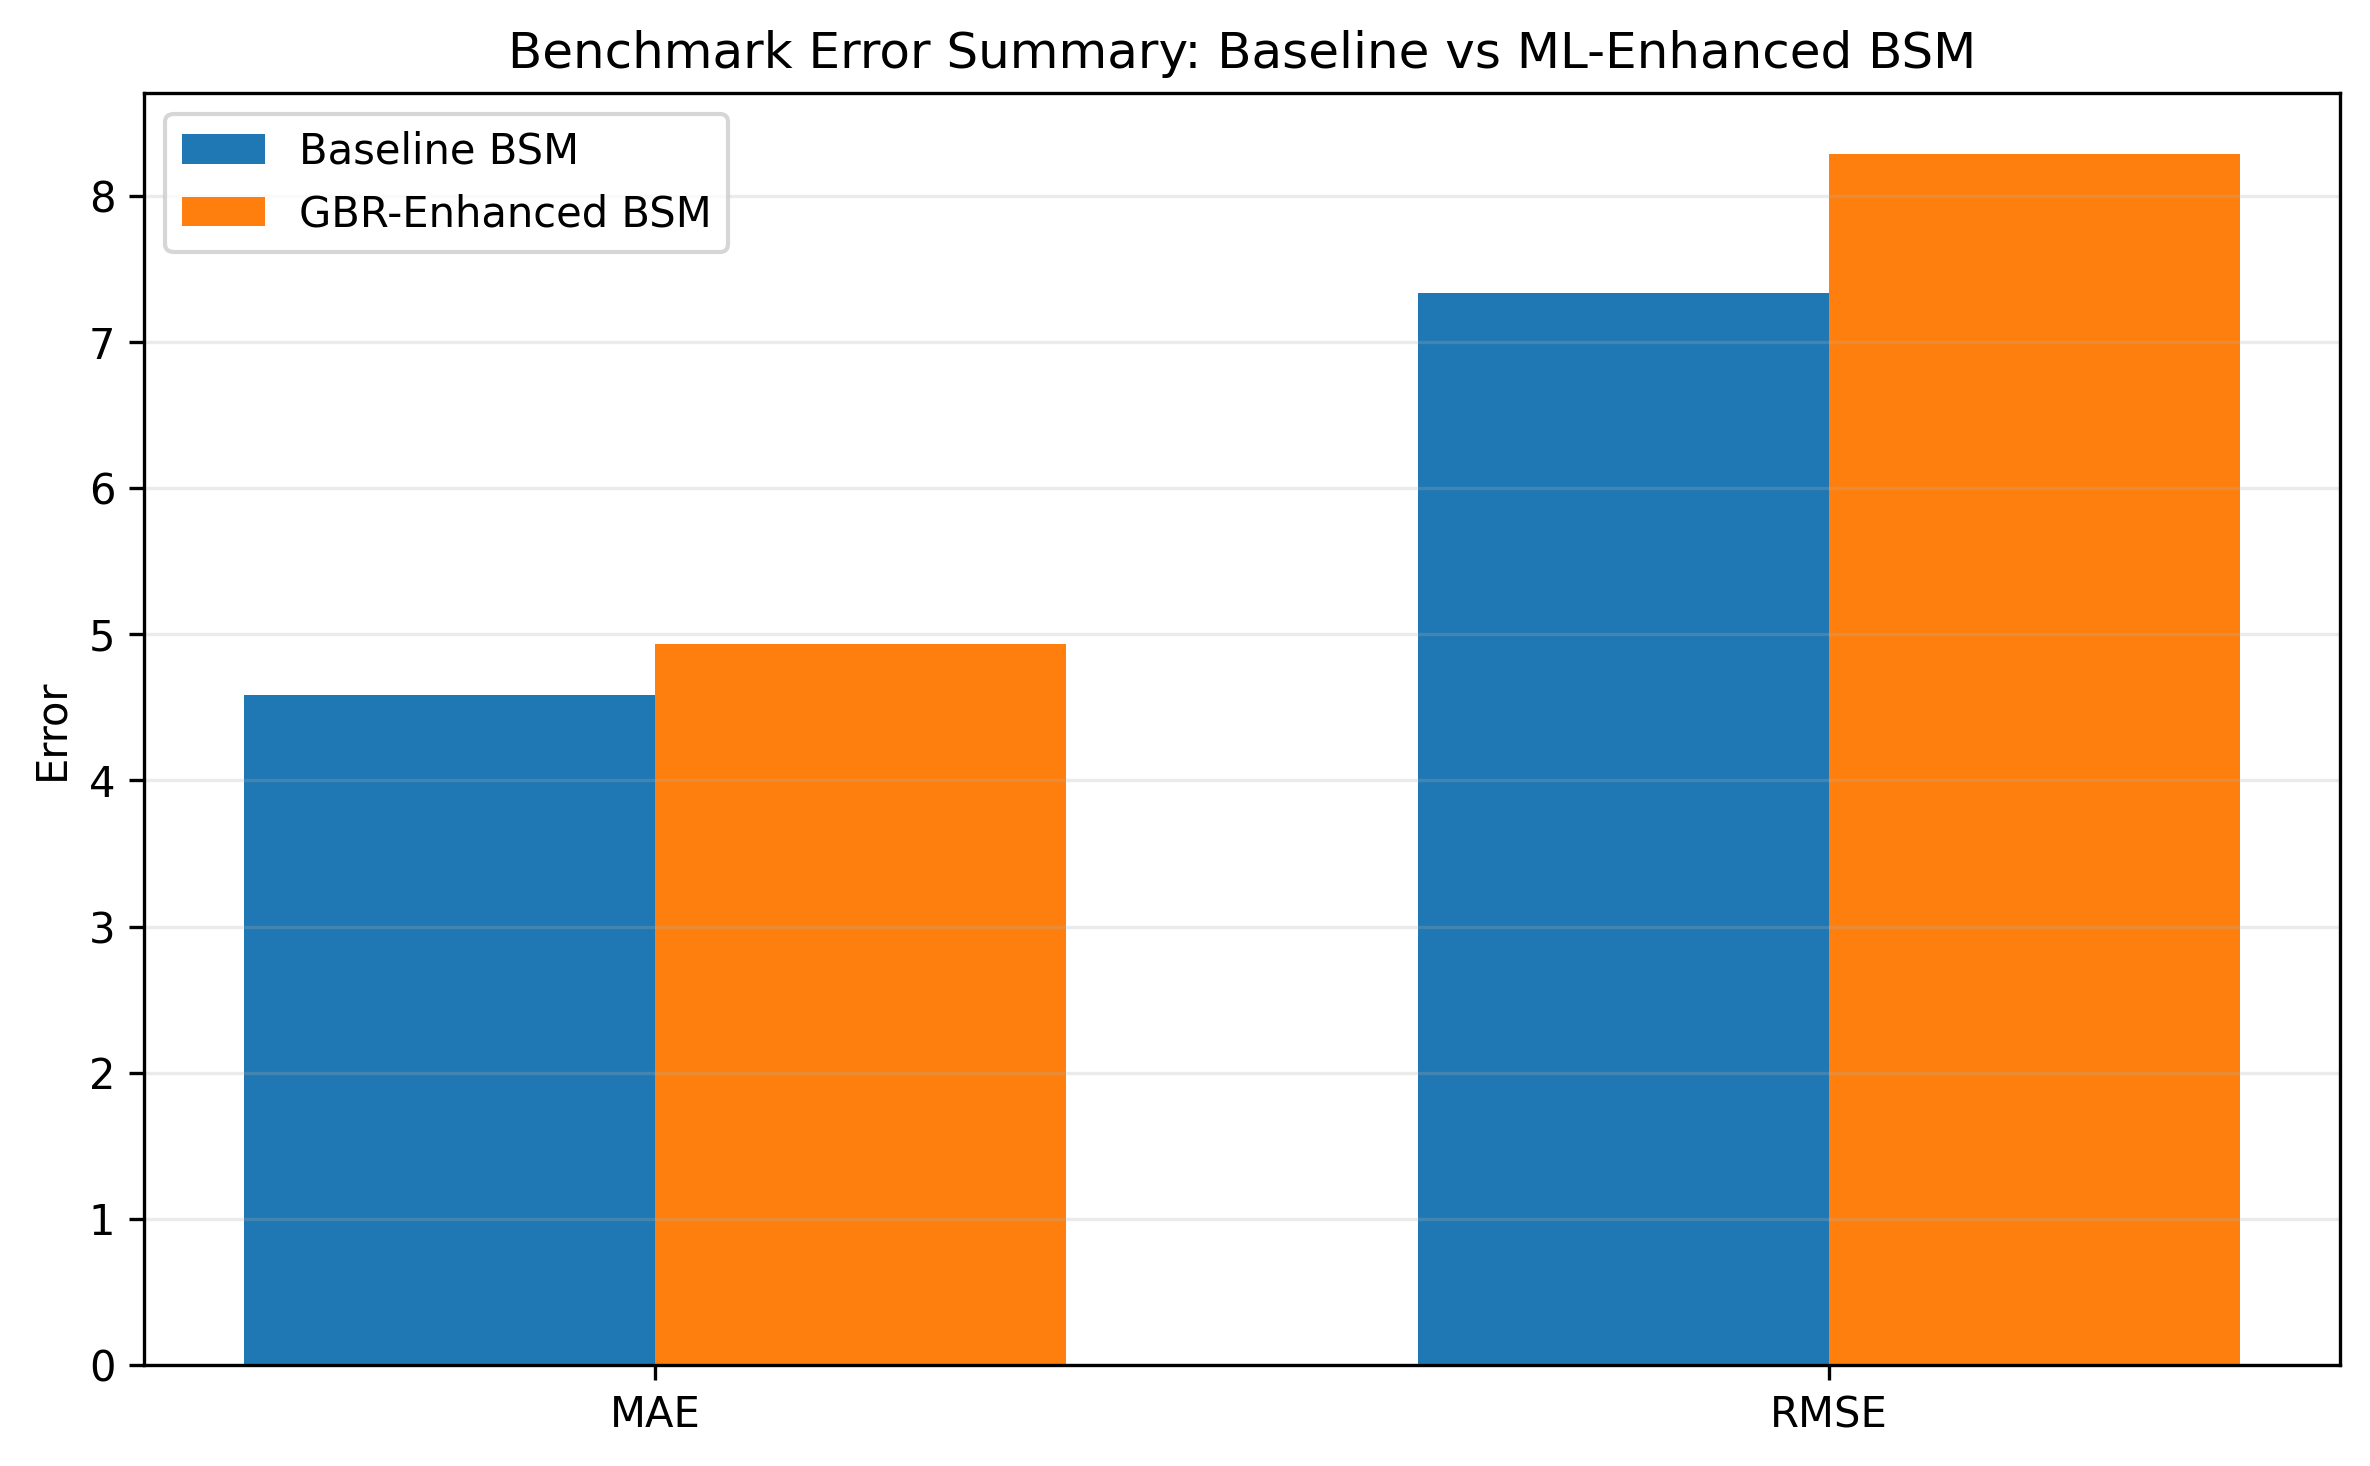 Benchmark Error Summary: Baseline vs ML-Enhanced BSM
Baseline BSM
GBR-Enhanced BSM
Error
8
7
6
5
4
3
2
1
0
MAE
RMSE